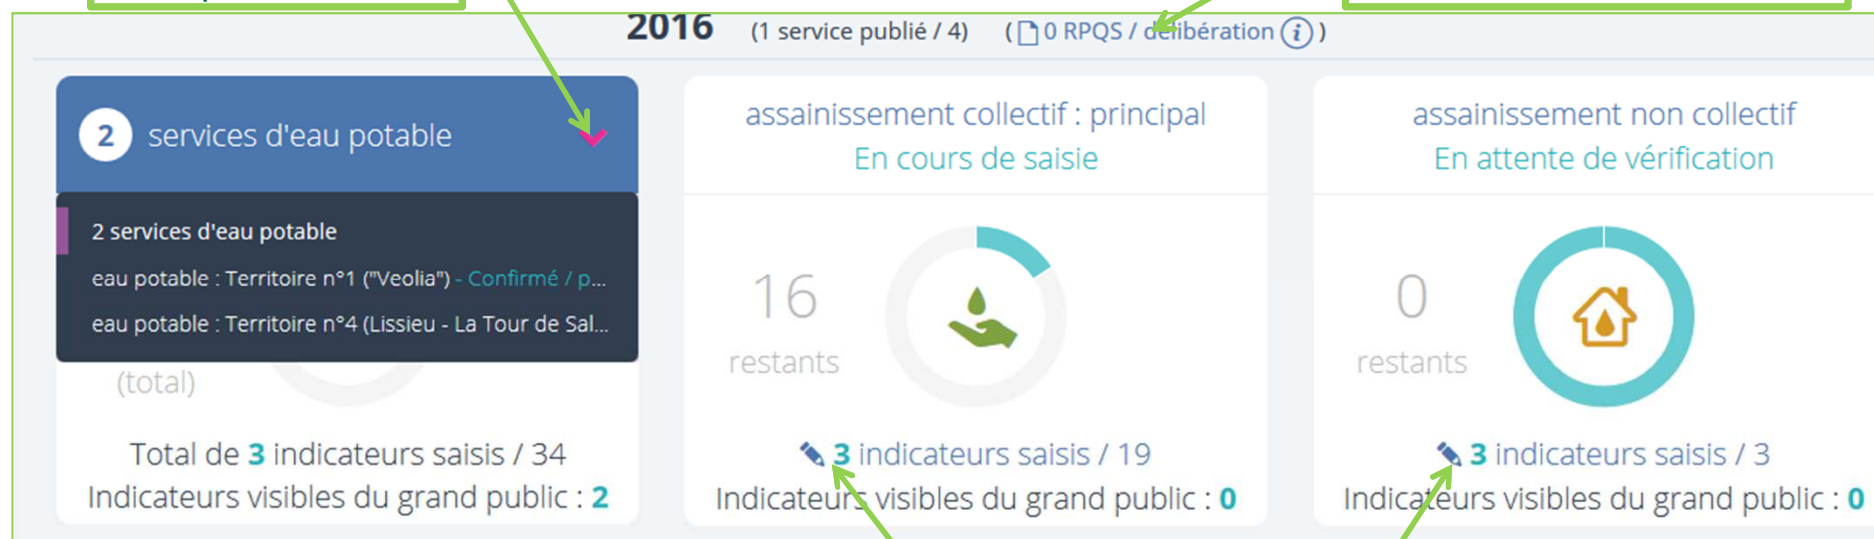 2016 (1 service publié / 4) ( 0 RPQS / délibération i )
2 services d'eau potable
2 services d'eau potable
eau potable : Territoire n°1 ("Veolia") - Confirmé / p...
eau potable : Territoire n°4 (Lissieu - La Tour de Sal...
(total)
Total de 3 indicateurs saisis / 34
Indicateurs visibles du grand public : 2
assainissement collectif : principal
En cours de saisie
16
restants
3 indicateurs saisis / 19
Indicateurs visibles du grand public : 0
assainissement non collectif
En attente de vérification
0
restants
3 indicateurs saisis / 3
Indicateurs visibles du grand public : 0